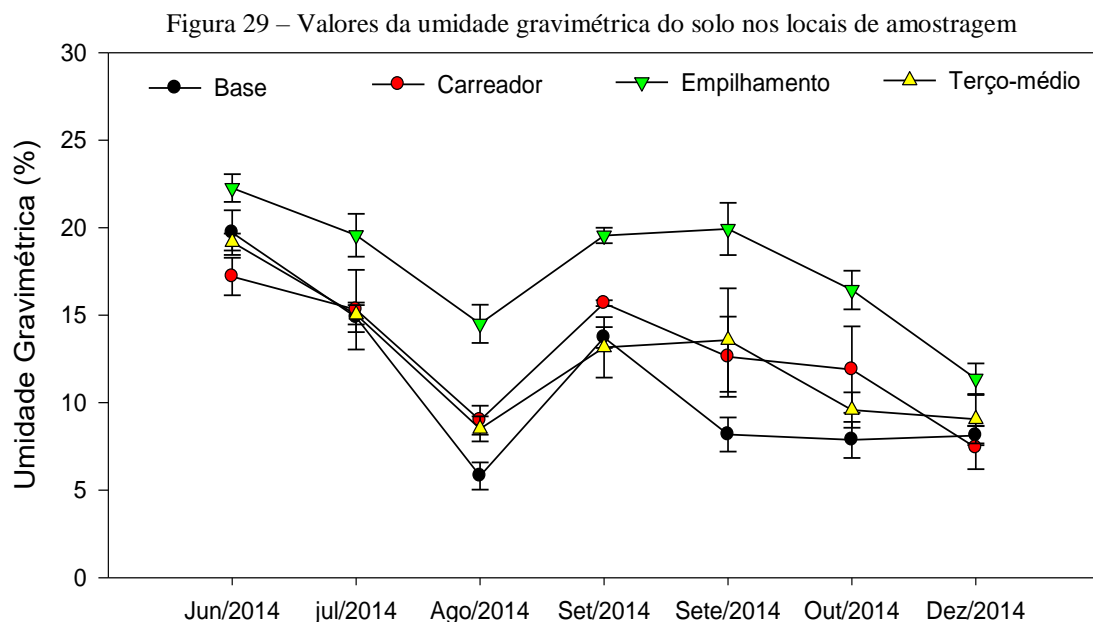 Figura 29 – Valores da umidade gravimétrica do solo nos locais de amostragem
30
Base Carreador Empilhamento Terço-médio
25
20
15
10
5
0
Umidade Gravimétrica (%)
Jun/2014 jul/2014 Ago/2014 Set/2014 Sete/2014 Out/2014 Dez/2014